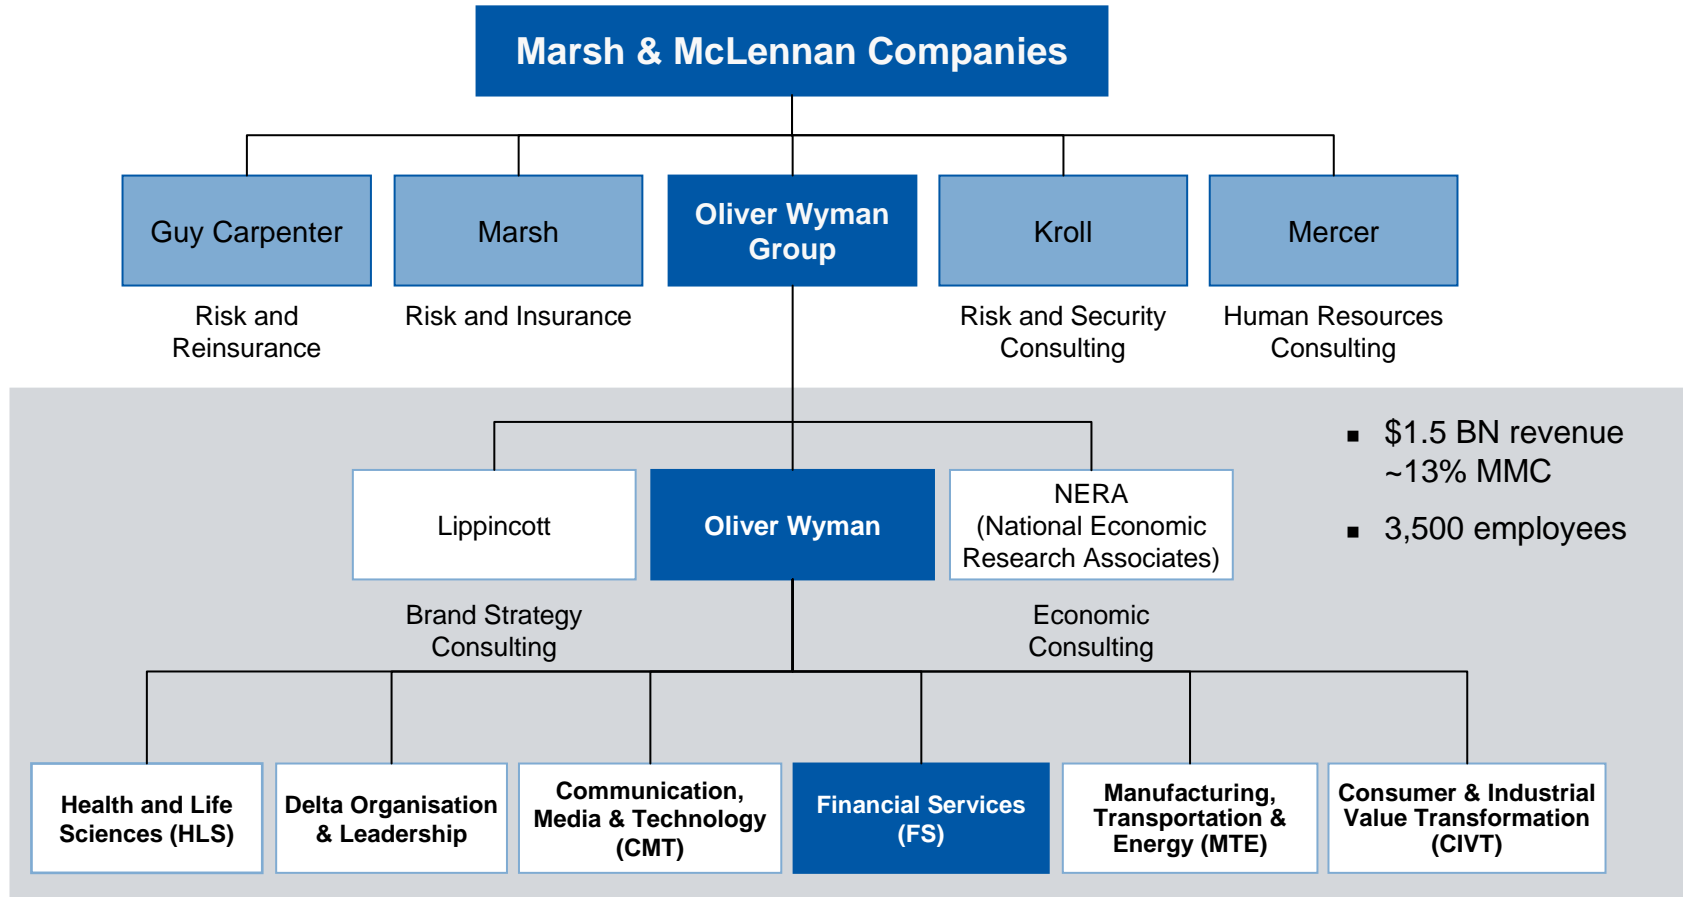 Marsh & McLennan Companies
Guy Carpenter
Marsh
Oliver Wyman
Group
Kroll
Mercer
Risk and
Reinsurance
Risk and Insurance
Risk and Security
Consulting
Human Resources
Consulting
▪ $1.5 BN revenue
~13% MMC
▪ 3,500 employees
Lippincott
Oliver Wyman
NERA
(National Economic
Research Associates)
Brand Strategy
Consulting
Economic
Consulting
Health and Life
Sciences (HLS)
Delta Organisation
& Leadership
Communication,
Media & Technology
(CMT)
Financial Services
(FS)
Manufacturing,
Transportation &
Energy (MTE)
Consumer & Industrial
Value Transformation
(CIVT)